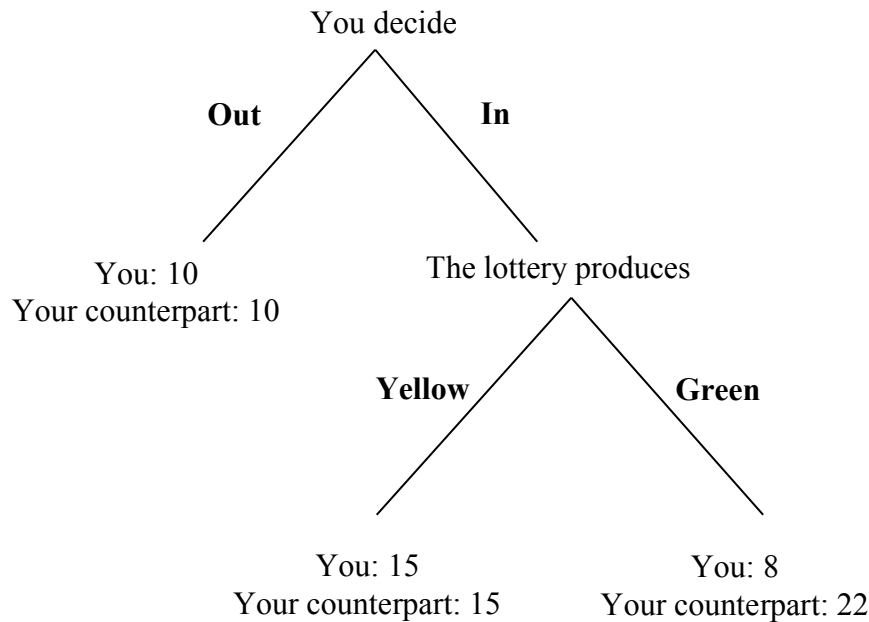 You decide
Out
In
You: 10
Your counterpart: 10
The lottery produces
Yellow
Green
You: 15
Your counterpart: 15
You: 8
Your counterpart: 22